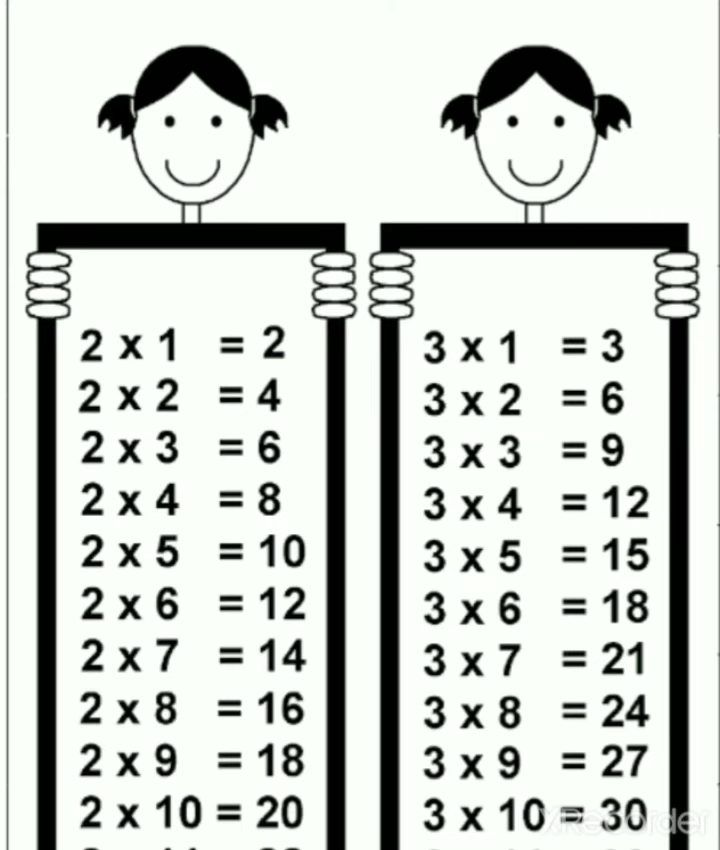 2 x 1 = 2
2 x 2 = 4
2 x 3 = 6
2 x 4 = 8
2 x 5 = 10
2 x 6 = 12
2 x 7 = 14
2 x 8 = 16
2 x 9 = 18
2 x 10 = 20
3 x 1 = 3
3 x 2 = 6
3 x 3 = 9
3 x 4 = 12
3 x 5 = 15
3 x 6 = 18
3 x 7 = 21
3 x 8 = 24
3 x 9 = 27
3 x 10 = 30
XRecorder